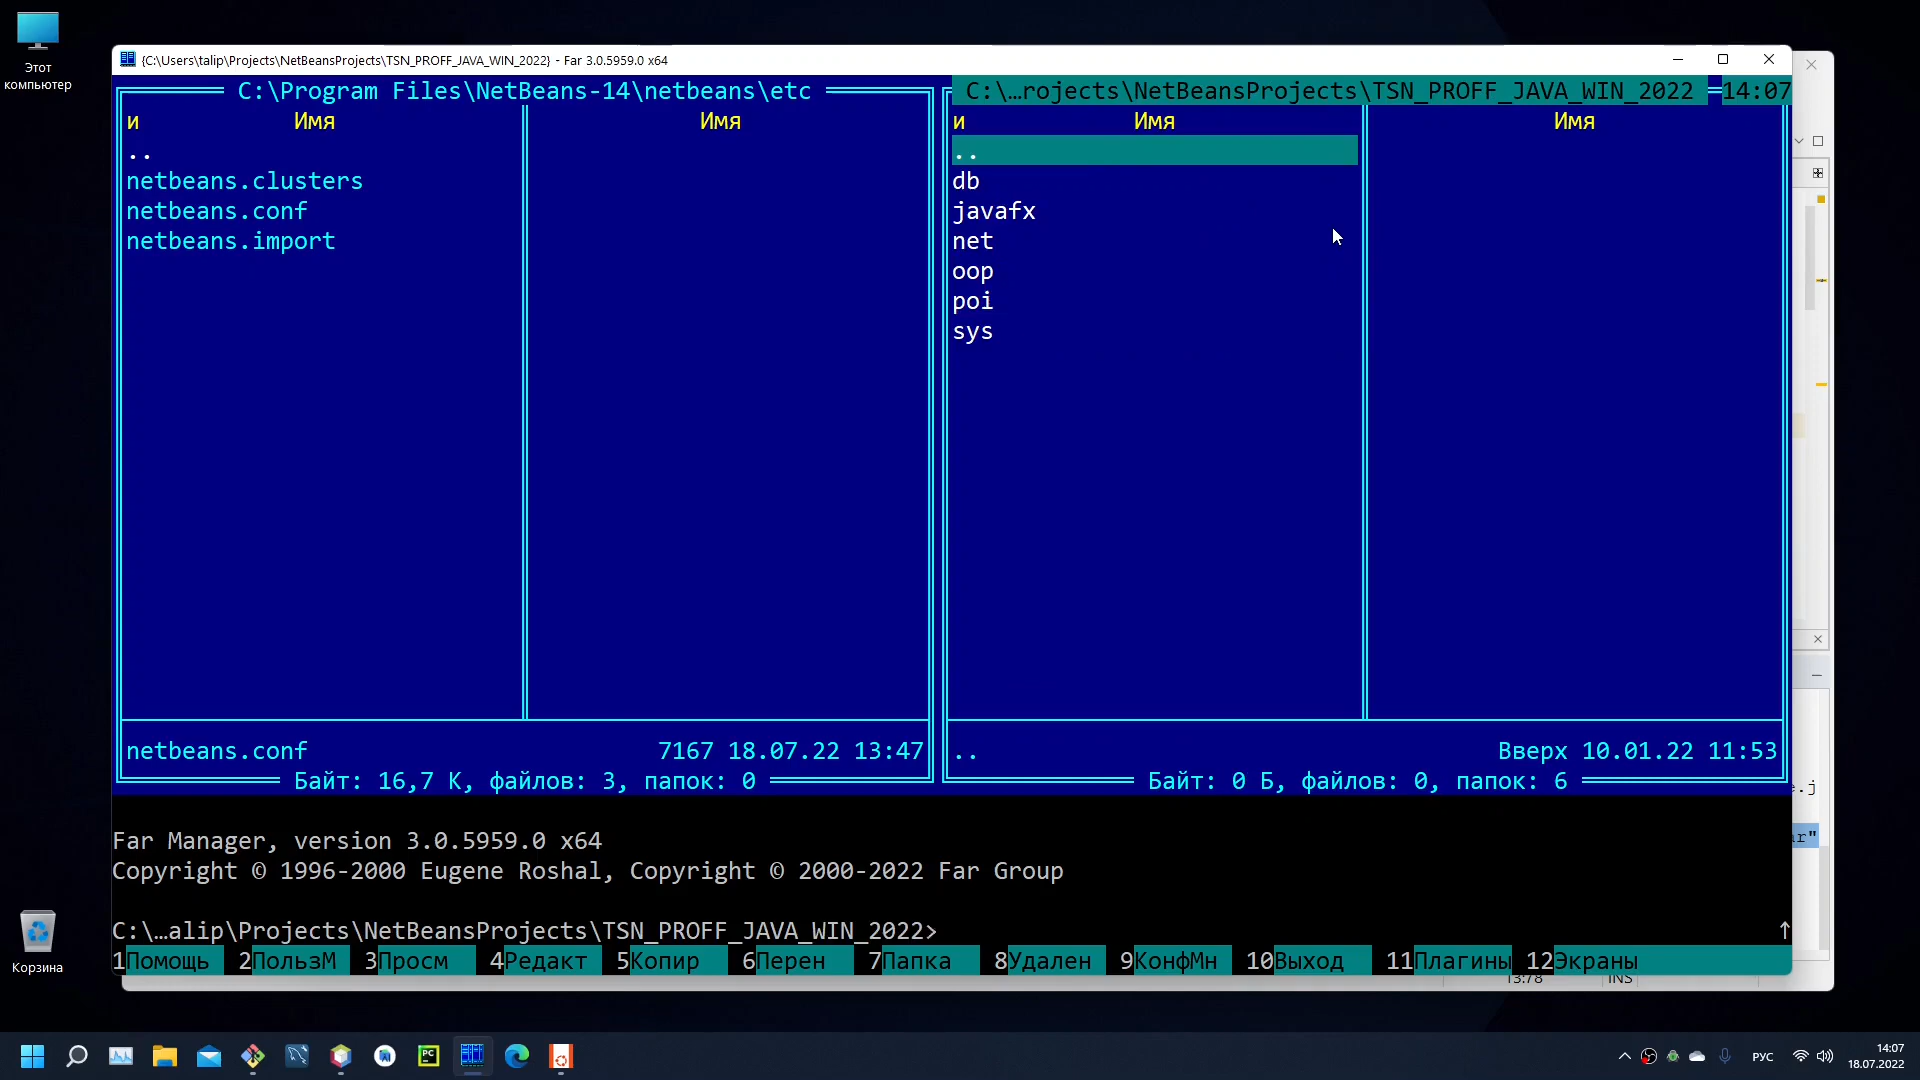 Этот
компьютер
{C:\Users\talip\Projects\NetBeansProjects\TSN_PROFF_JAVA_WIN_2022} - Far 3.0.5959.0 x64
C:\Program Files\NetBeans-14\netbeans\etc
C:\…rojects\NetBeansProjects\TSN_PROFF_JAVA_WIN_2022 14:07
и Имя Имя
и Имя Имя
..
netbeans.clusters
netbeans.conf
netbeans.import
..
db
javafx
net
oop
poi
sys
netbeans.conf 7167 18.07.22 13:47
Байт: 16,7 К, файлов: 3, папок: 0
.. Вверх 10.01.22 11:53
Байт: 0 Б, файлов: 0, папок: 6
e.j
ar"
Far Manager, version 3.0.5959.0 x64
Copyright © 1996-2000 Eugene Roshal, Copyright © 2000-2022 Far Group
C:\…alip\Projects\NetBeansProjects\TSN_PROFF_JAVA_WIN_2022>
1Помощь 2ПользМ 3Просм 4Редакт 5Копир 6Перен 7Папка 8Удален 9КонфМн 10Выход 11Плагины 12Экраны
13:78 INS
Корзина
PC
РУС
14:07
18.07.2022